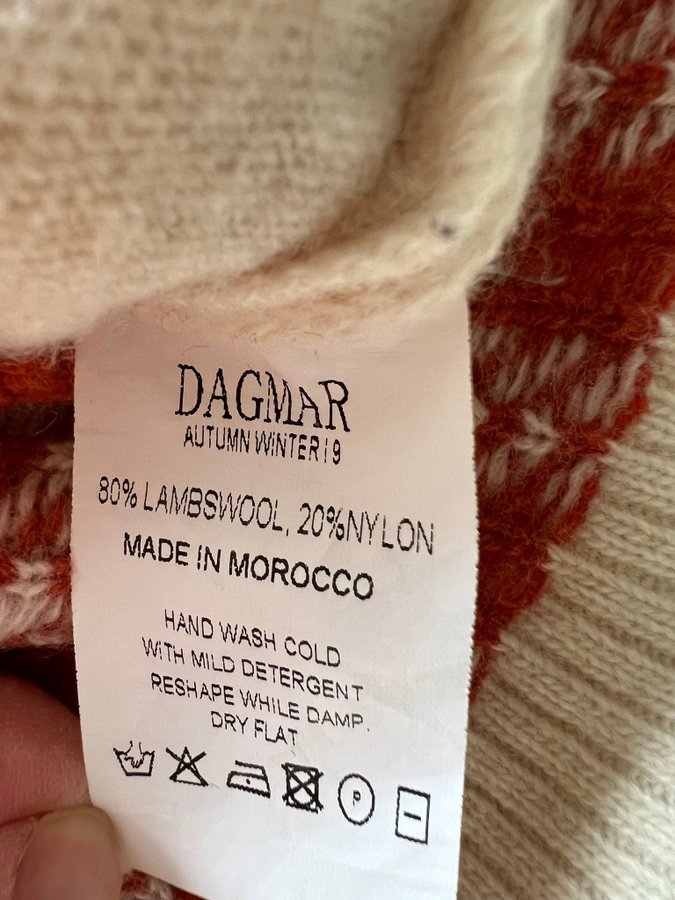 DAGMAR
AUTUMN WINTER 19
80% LAMBSWOOL, 20%NYLON
MADE IN MOROCCO
HAND WASH COLD
WITH MILD DETERGENT
RESHAPE WHILE DAMP.
DRY FLAT
P